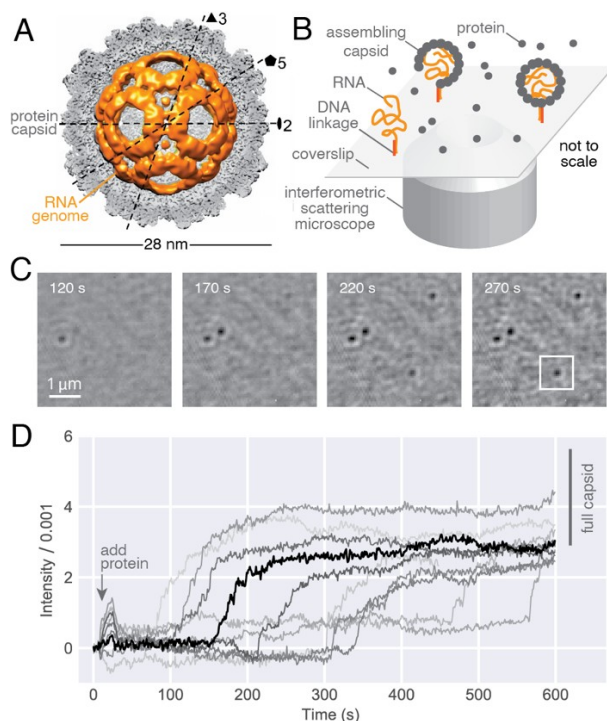 A
3
5
2
protein
capsid
RNA
genome
28 nm
B
assembling
capsid
protein
RNA
DNA
linkage
coverslip
interferometric
scattering
microscope
not to
scale
C
120 s
170 s
220 s
270 s
1 μm
D
Intensity / 0.001
6
4
2
0
add
protein
full capsid
0 100 200 300 400 500 600
Time (s)